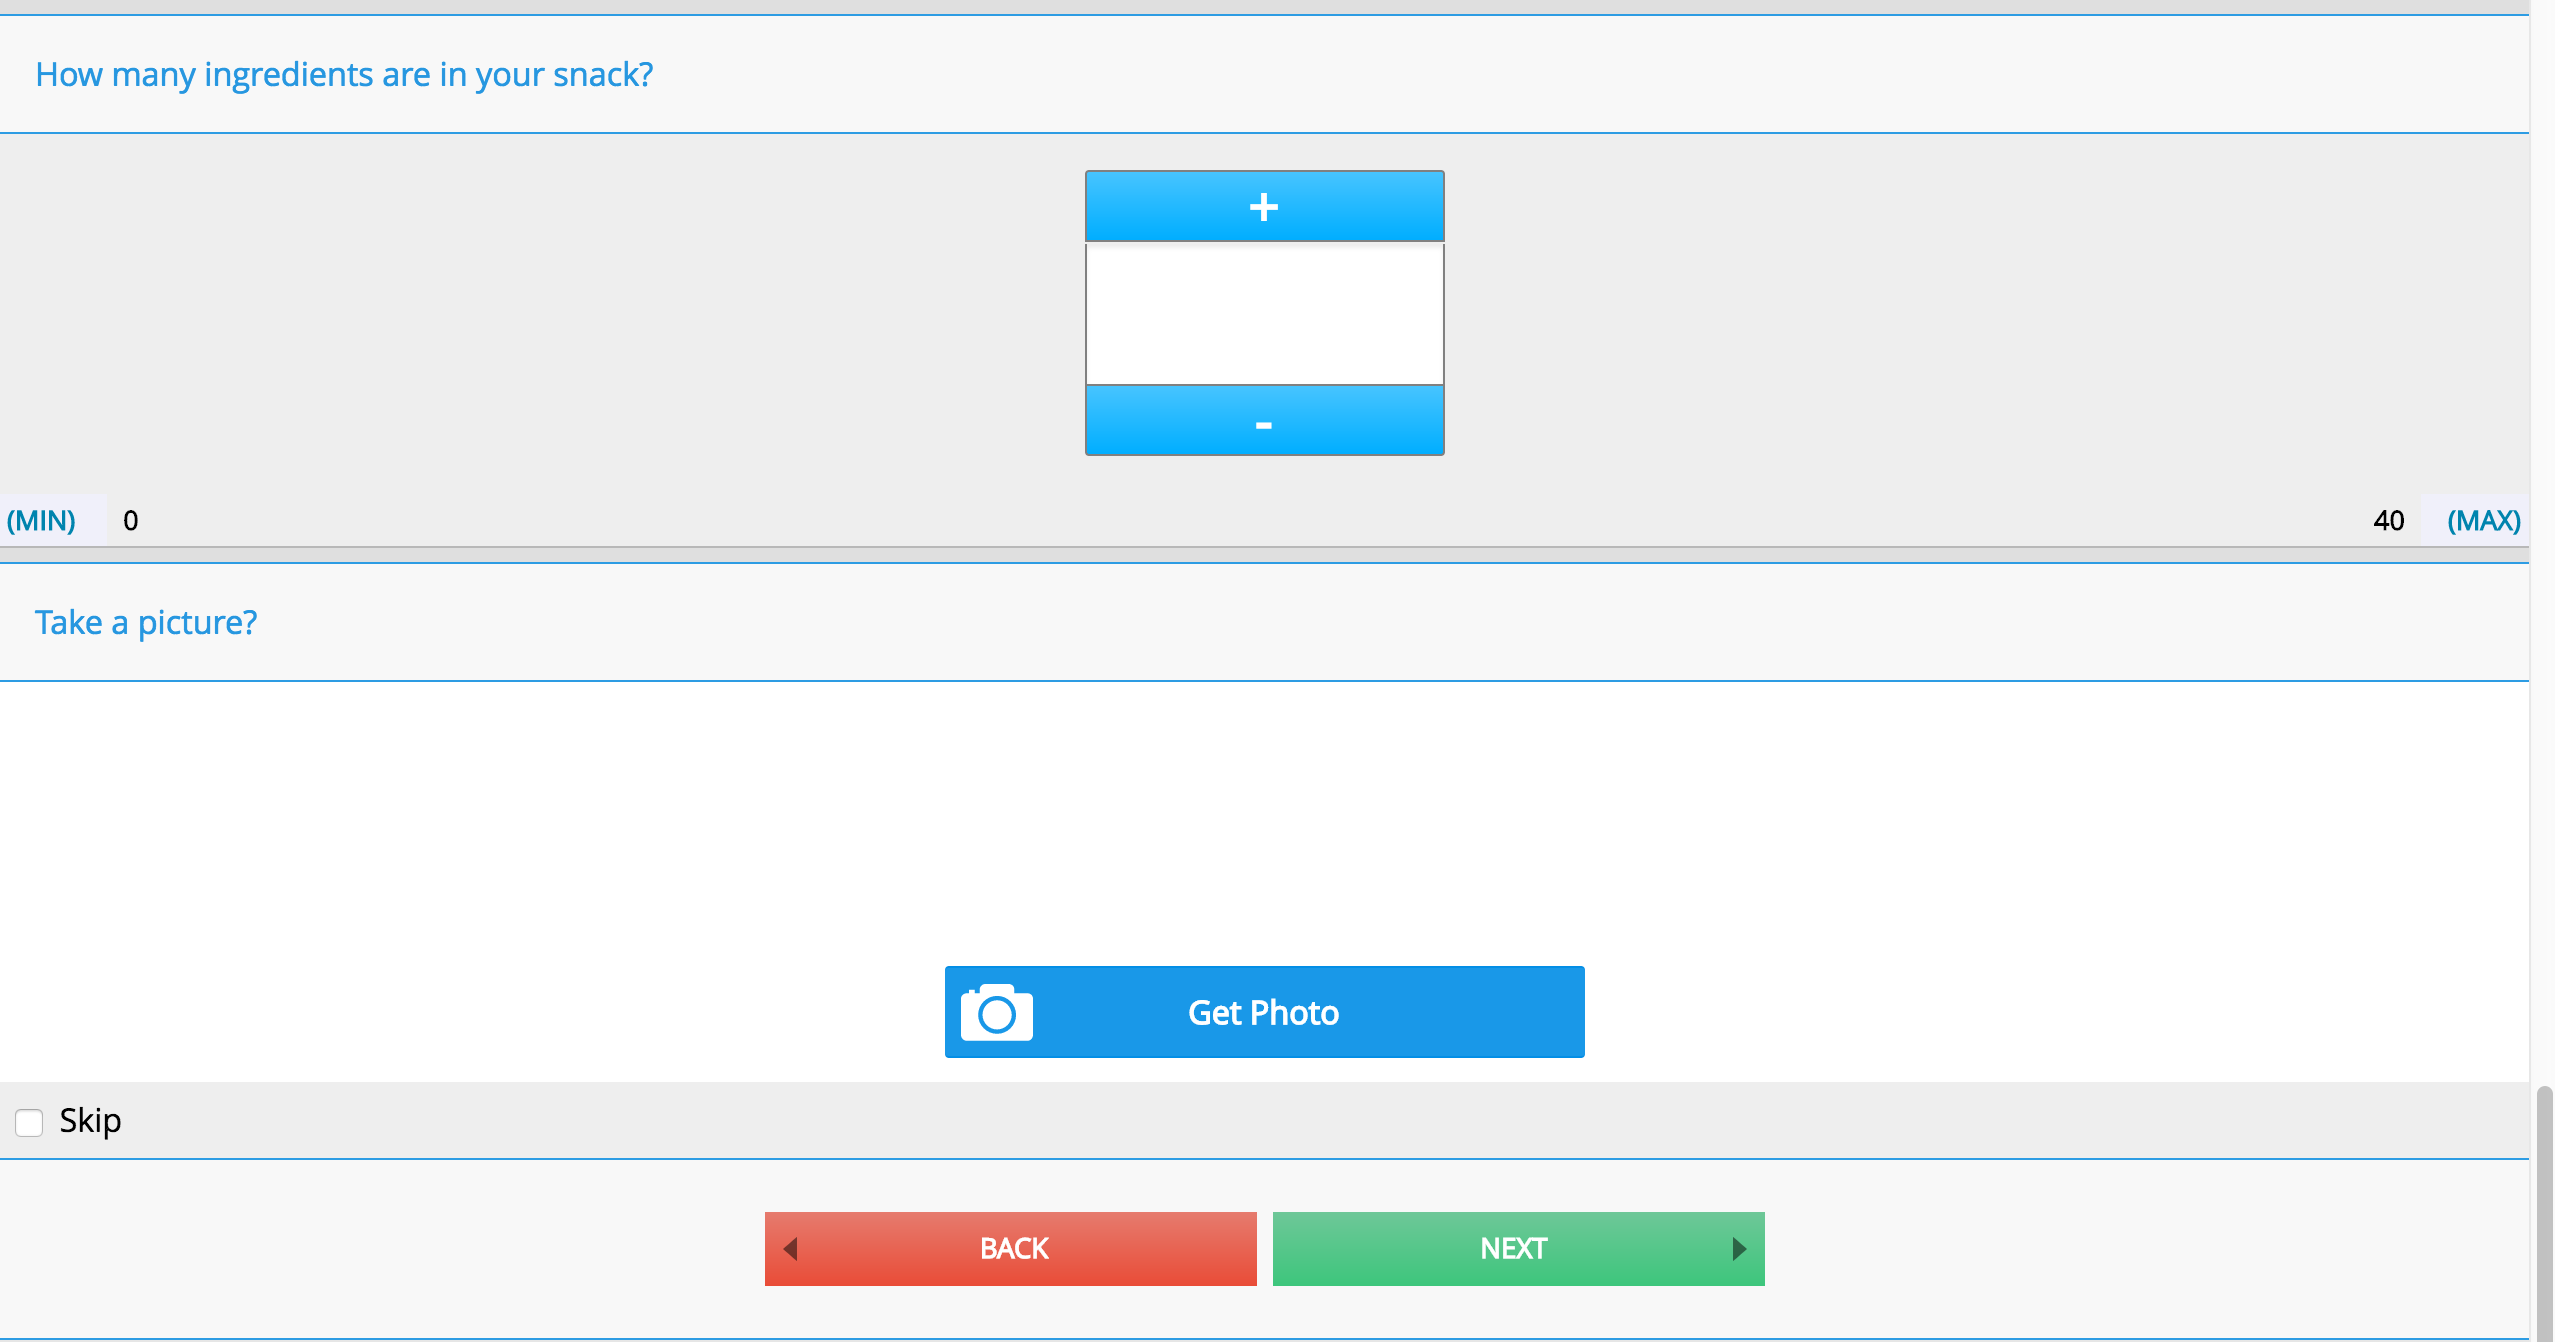 How many ingredients are in your snack?
+
-
(MIN) 0 40 (MAX)
Take a picture?
Get Photo
Skip
BACK NEXT